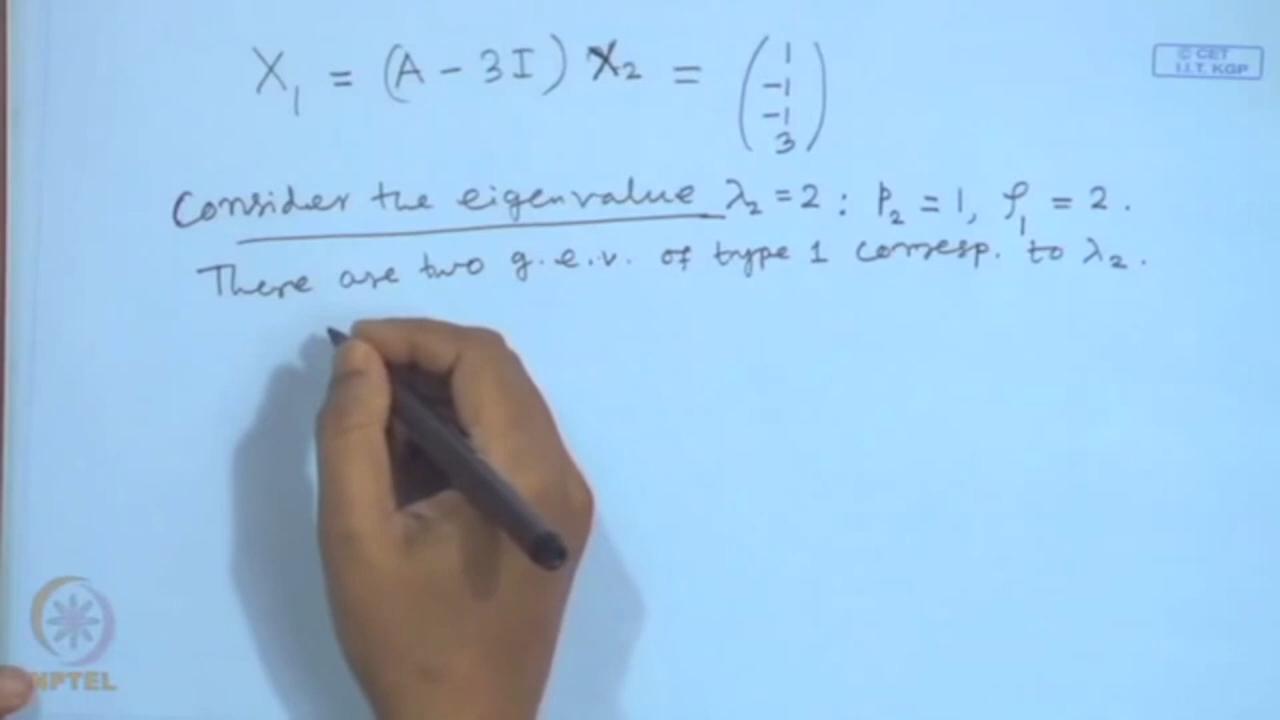 X₁ = (A - 3I) X₂ = ( 1 -1 -1 3 )
© CET
I.I.T. KGP
Consider the eigenvalue λ₂ = 2 : P₂ = 1, ρ₁ = 2.
There are two g.e.v. of type 1 corresp. to λ₂.
NPTEL